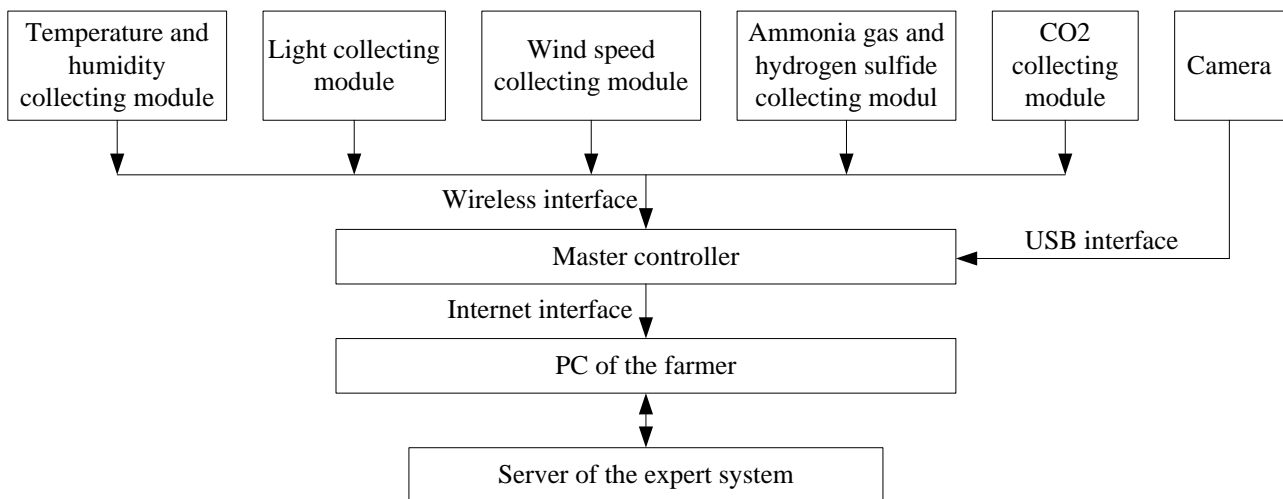 Temperature and
humidity
collecting module
Light collecting
module
Wind speed
collecting module
Ammonia gas and
hydrogen sulfide
collecting modul
CO2
collecting
module
Camera
Wireless interface
USB interface
Master controller
Internet interface
PC of the farmer
Server of the expert system